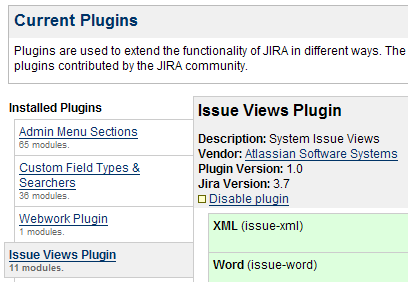 Current Plugins
Plugins are used to extend the functionality of JIRA in different ways. The
plugins contributed by the JIRA community.
Installed Plugins
Admin Menu Sections
65 modules.
Custom Field Types &
Searchers
36 modules.
Webwork Plugin
1 modules.
Issue Views Plugin
11 modules.
Issue Views Plugin
Description: System Issue Views
Vendor: Atlassian Software Systems
Plugin Version: 1.0
Jira Version: 3.7
Disable plugin
XML (issue-xml)
Word (issue-word)